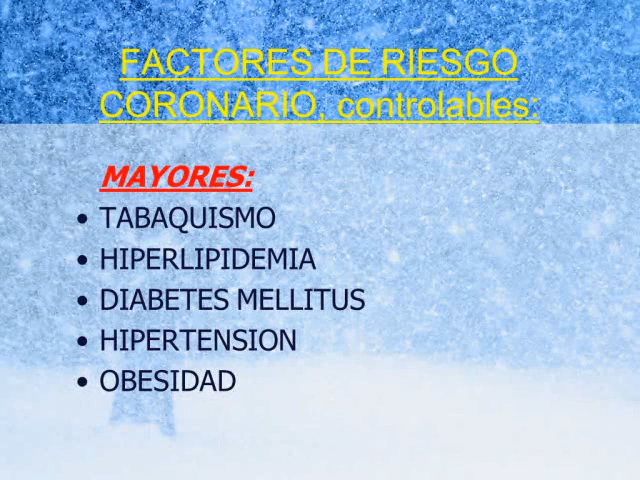 FACTORES DE RIESGO
CORONARIO, controlables:
MAYORES:
• TABAQUISMO
• HIPERLIPIDEMIA
• DIABETES MELLITUS
• HIPERTENSION
• OBESIDAD